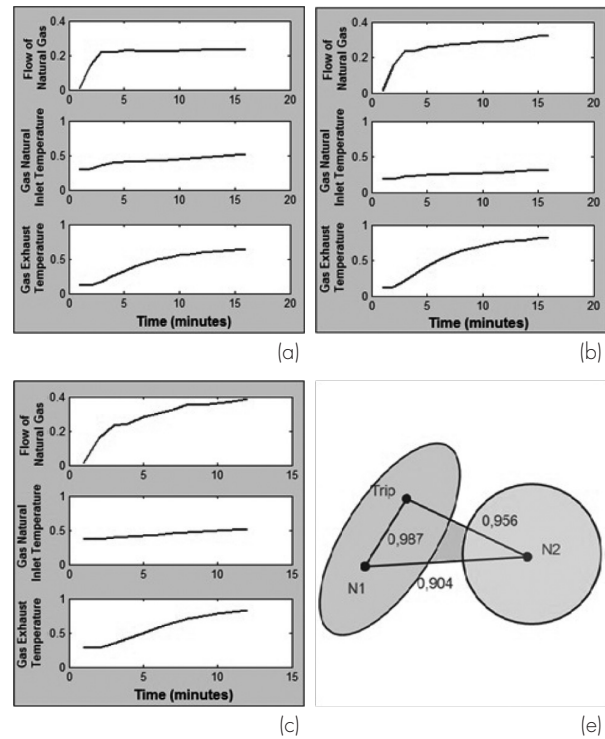 Flow of
Natural Gas
0.4
0.2
0
0 5 10 15 20
Gas Natural
Inlet Temperature
1
0.5
0
0 5 10 15 20
Gas Exhaust
Temperature
1
0.5
0
0 5 10 15 20
Time (minutes)
(a)
Flow of
Natural Gas
0.4
0.2
0
0 5 10 15 20
Gas Natural
Inlet Temperature
1
0.5
0
0 5 10 15 20
Gas Exhaust
Temperature
1
0.5
0
0 5 10 15 20
Time (minutes)
(b)
Flow of
Natural Gas
0.4
0.2
0
0 5 10 15
Gas Natural
Inlet Temperature
1
0.5
0
0 5 10 15
Gas Exhaust
Temperature
1
0.5
0
0 5 10 15
Time (minutes)
(c)
Trip
0,956
0,987
N2
N1
0,904
(e)